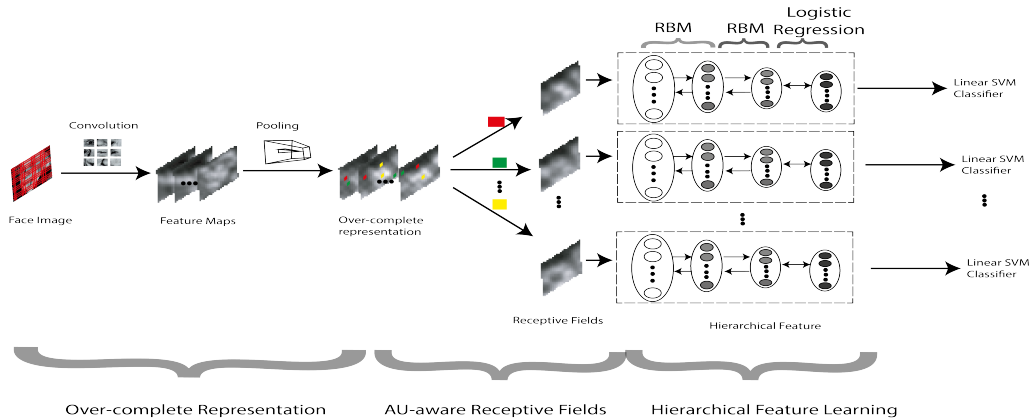 Logistic
RBM RBM Regression
Linear SVM
Classifier
Convolution
Pooling
Linear SVM
Classifier
Face Image
Feature Maps
Over-complete
representation
Linear SVM
Classifier
Receptive Fields
Hierarchical Feature
Over-complete Representation
AU-aware Receptive Fields
Hierarchical Feature Learning